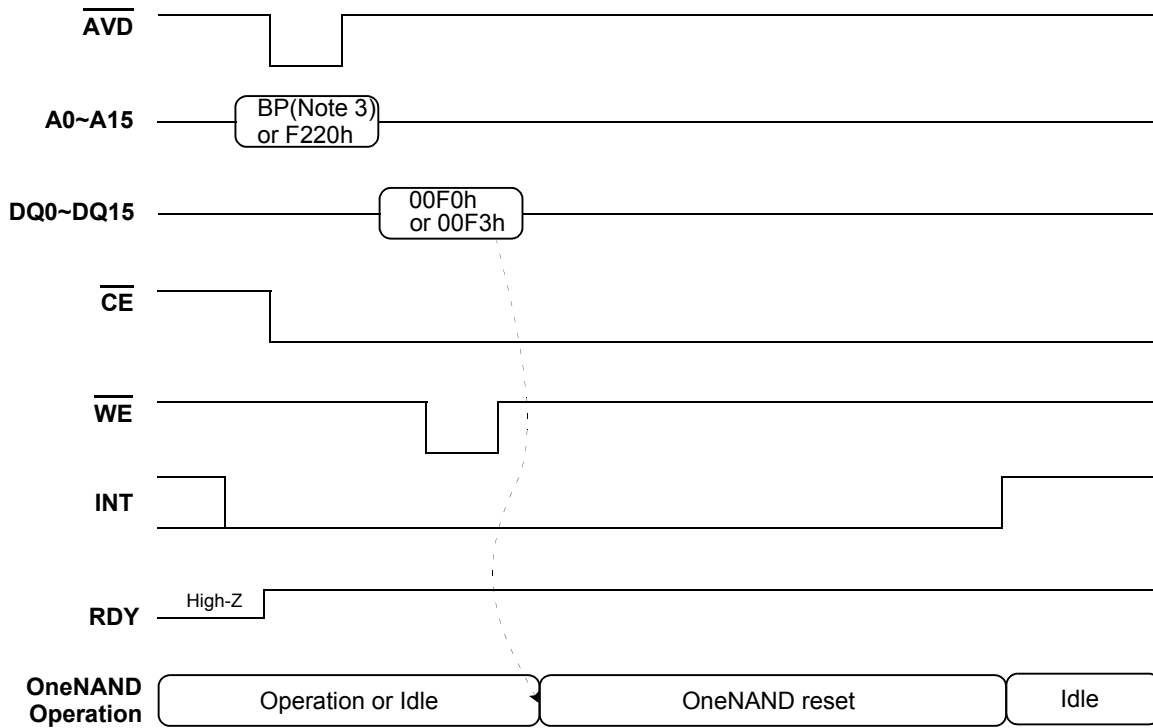 AVD
A0~A15
BP(Note 3)
or F220h
DQ0~DQ15
00F0h
or 00F3h
CE
WE
INT
RDY
High-Z
OneNAND
Operation
Operation or Idle
OneNAND reset
Idle